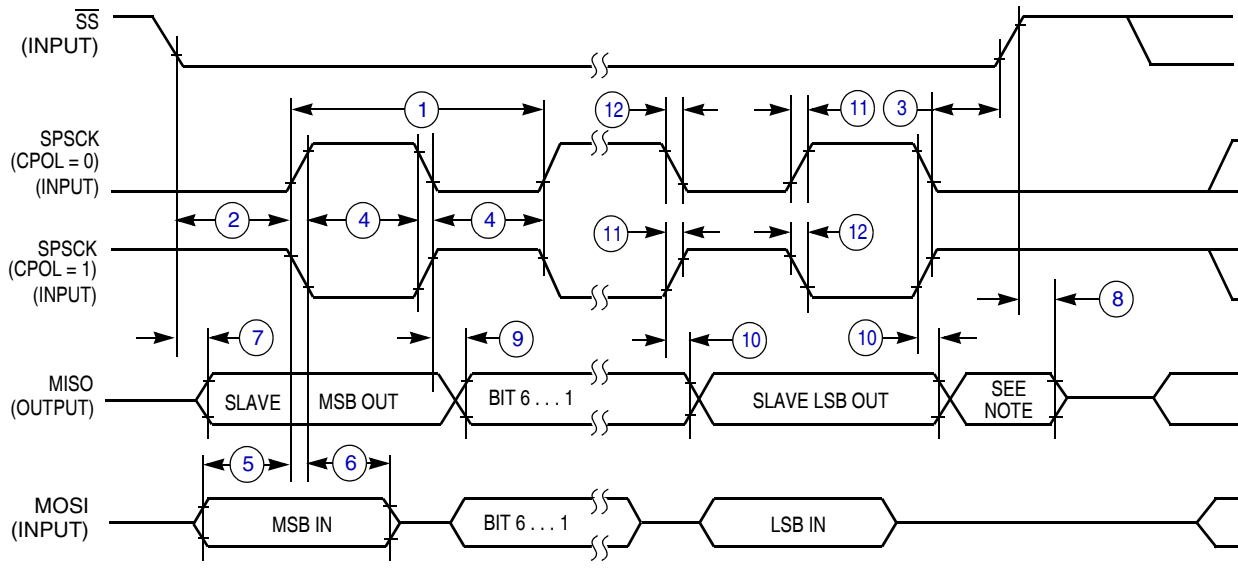 SS
(INPUT)
1
12
11
3
SPSCK
(CPOL = 0)
(INPUT)
2
4
4
SPSCK
(CPOL = 1)
(INPUT)
11
12
7
9
10
10
8
MISO
(OUTPUT)
SLAVE
MSB OUT
BIT 6 . . . 1
SLAVE LSB OUT
SEE
NOTE
5
6
MOSI
(INPUT)
MSB IN
BIT 6 . . . 1
LSB IN